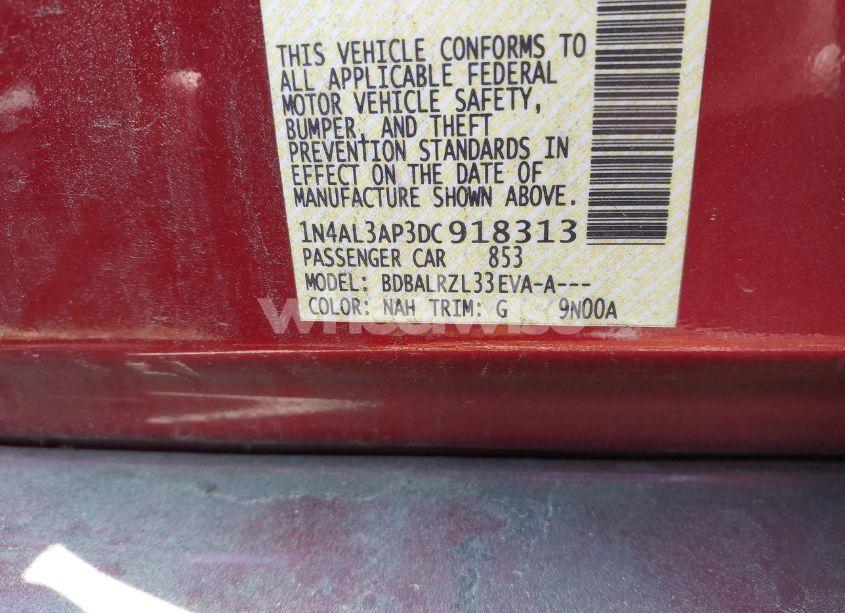 THIS VEHICLE CONFORMS TO
ALL APPLICABLE FEDERAL
MOTOR VEHICLE SAFETY,
BUMPER, AND THEFT
PREVENTION STANDARDS IN
EFFECT ON THE DATE OF
MANUFACTURE SHOWN ABOVE.
1N4AL3AP3DC918313
PASSENGER CAR 853
MODEL: BDBALRZL33EVA-A---
COLOR: NAH TRIM: G 9N00A